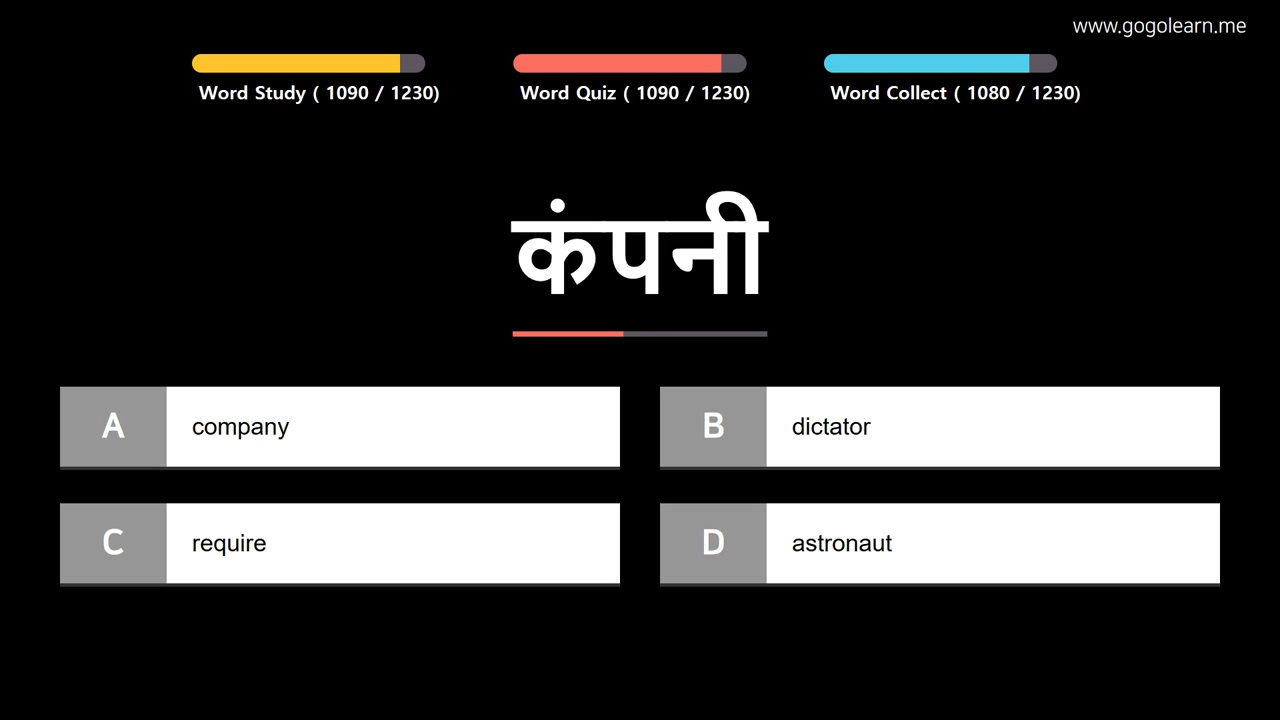 www.gogolearn.me
Word Study ( 1090 / 1230)
Word Quiz ( 1090 / 1230)
Word Collect ( 1080 / 1230)
कंपनी
A company
B dictator
C require
D astronaut